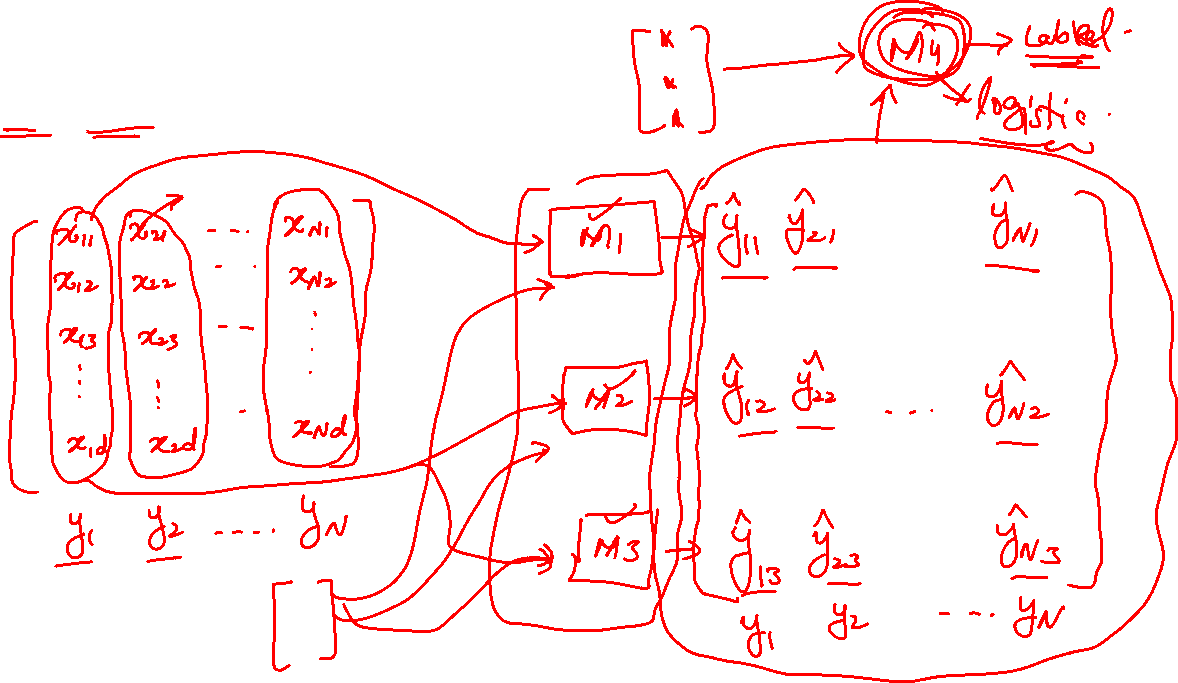 M̂4 → Label.
logistic.
x11 x21 ---- xN1
x12 x22 -- -- xN2
x13 x23 --- ⋮
⋮ ⋮
x1d x2d - xNd
y1 y2 ----- yN
M1
M2
M3
ŷ11 ŷ21 ŷN1
ŷ12 ŷ22 ... ŷN2
ŷ13 ŷ23 ŷN3
y1 y2 ---- yN